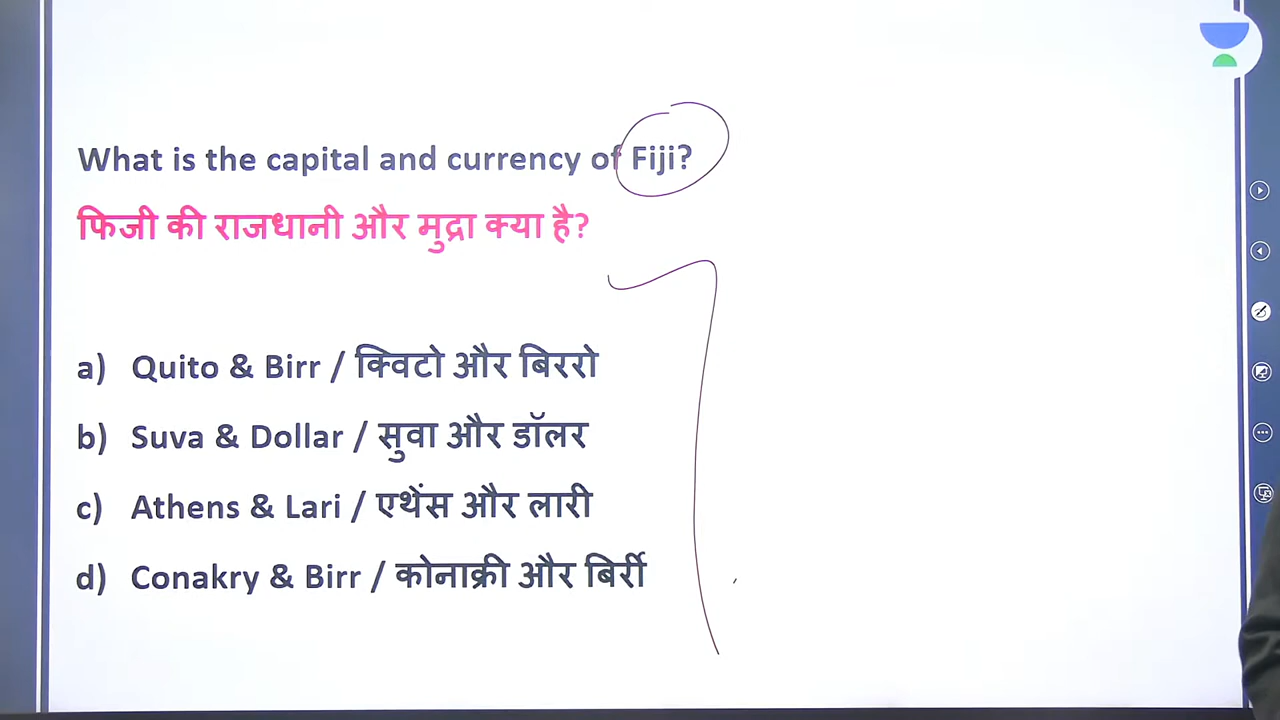 What is the capital and currency of Fiji?
फिजी की राजधानी और मुद्रा क्या है?
a) Quito & Birr / क्विटो और बिररो
b) Suva & Dollar / सुवा और डॉलर
c) Athens & Lari / एथेंस और लारी
d) Conakry & Birr / कोनाक्री और बिर्री